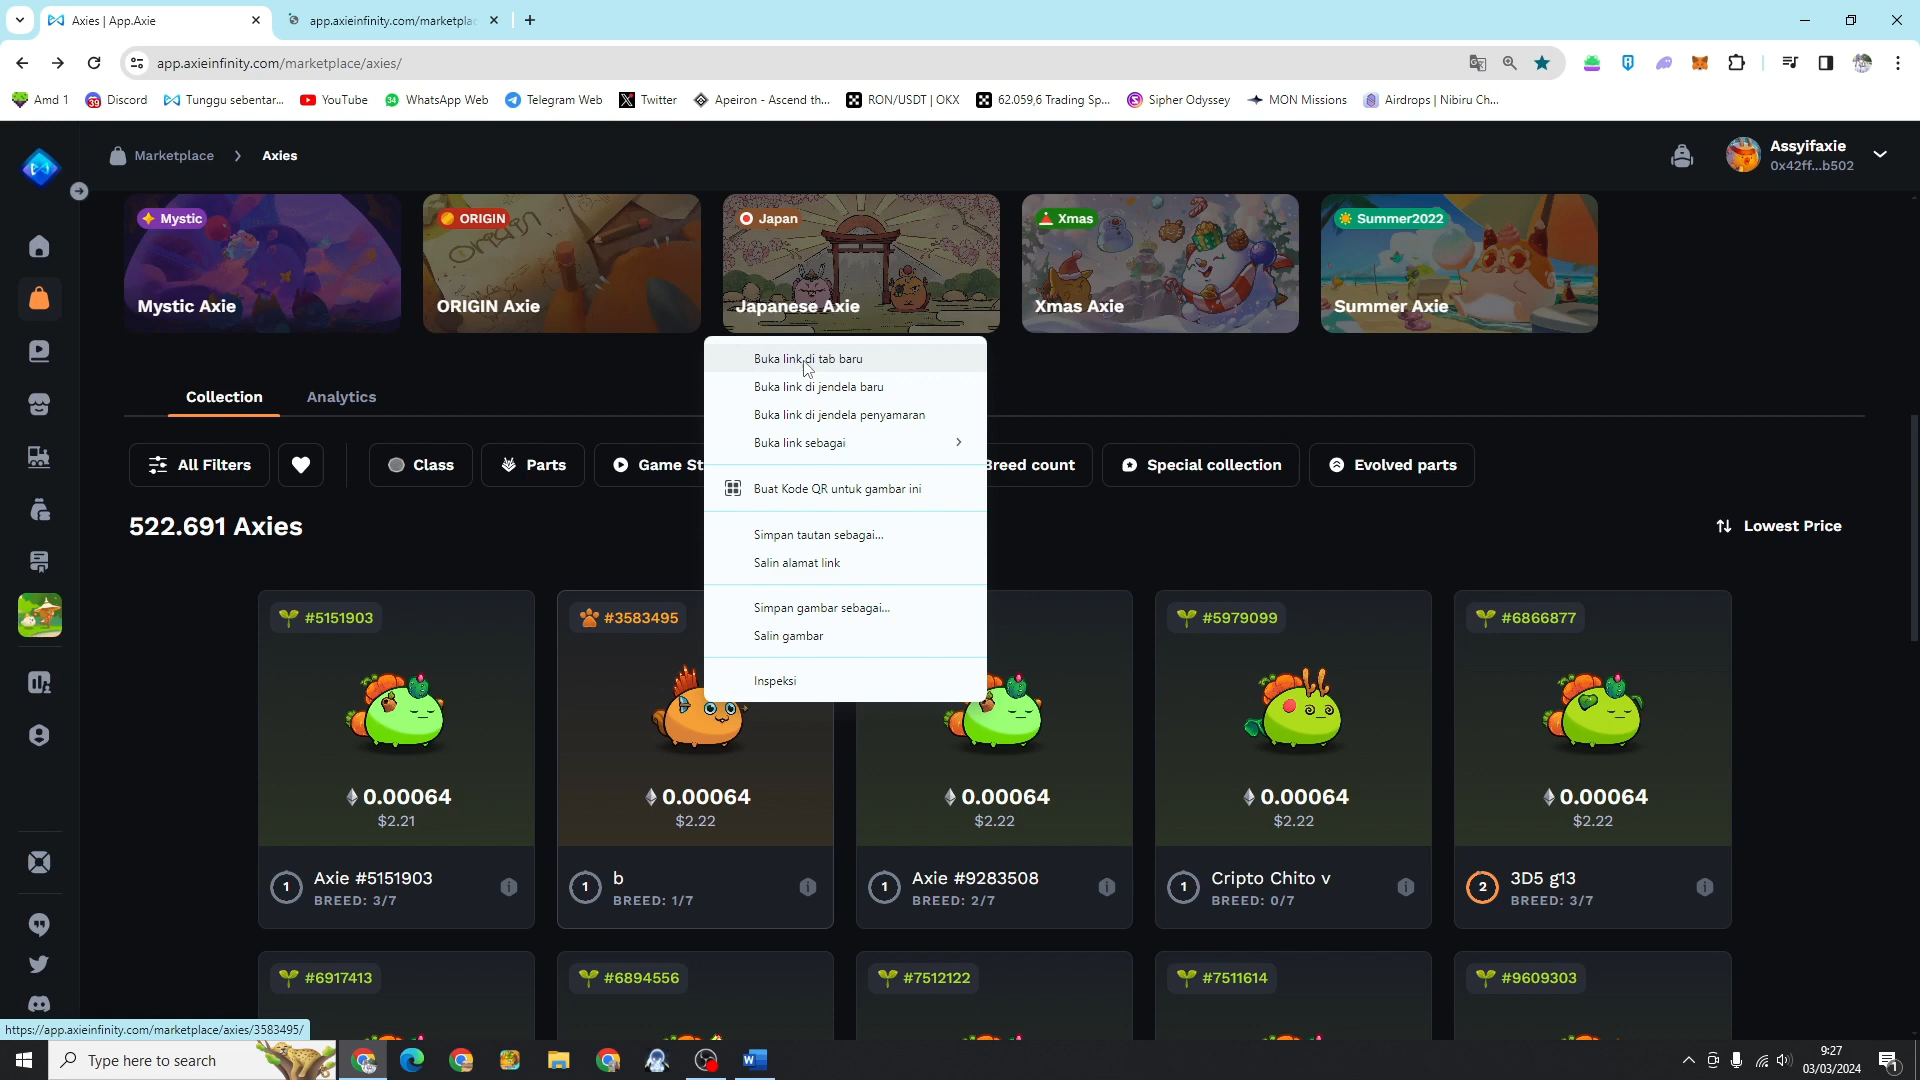 Axies | App.Axie
app.axieinfinity.com/marketpla
app.axieinfinity.com/marketplace/axies/
Amd 1
39
Discord
Tunggu sebentar...
YouTube
34
WhatsApp Web
Telegram Web
Twitter
Apeiron - Ascend th...
RON/USDT | OKX
62.059,6 Trading Sp...
Sipher Odyssey
MON Missions
Airdrops | Nibiru Ch...
Marketplace > Axies
Assyifaxie
0x42ff...b502
Mystic
ORIGIN
Japan
Xmas
Summer2022
Mystic Axie
ORIGIN Axie
Japanese Axie
Xmas Axie
Summer Axie
Buka link di tab baru
Buka link di jendela baru
Buka link di jendela penyamaran
Buka link sebagai
Buat Kode QR untuk gambar ini
Simpan tautan sebagai...
Salin alamat link
Simpan gambar sebagai...
Salin gambar
Inspeksi
Collection
Analytics
All Filters
Class
Parts
Game St
Breed count
Special collection
Evolved parts
522.691 Axies
Lowest Price
#5151903
#3583495
#5979099
#6866877
0.00064
$2.21
0.00064
$2.22
0.00064
$2.22
0.00064
$2.22
0.00064
$2.22
1
Axie #5151903
BREED: 3/7
1
b
BREED: 1/7
1
Axie #9283508
BREED: 2/7
1
Cripto Chito v
BREED: 0/7
2
3D5 g13
BREED: 3/7
#6917413
#6894556
#7512122
#7511614
#9609303
https://app.axieinfinity.com/marketplace/axies/3583495/
Type here to search
9:27
03/03/2024
1